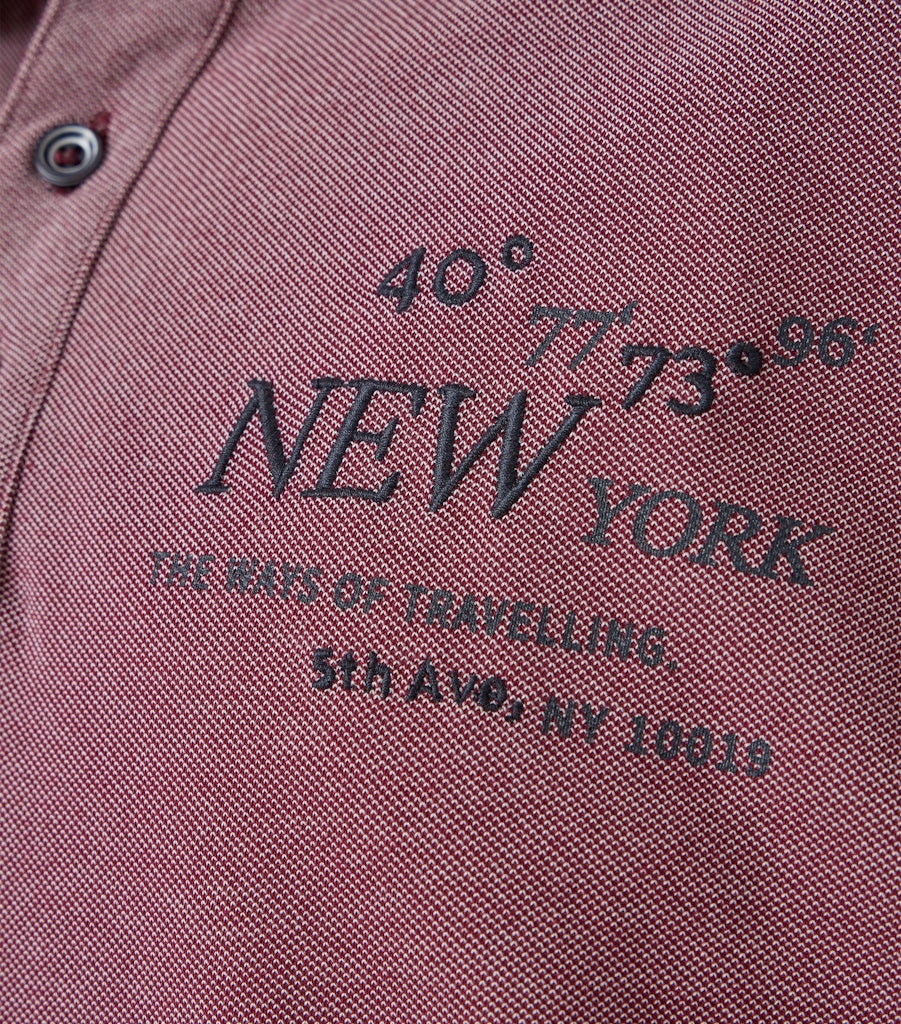 40° 77‘ 73° 96‘
NEW YORK
THE WAYS OF TRAVELLING,
5th Ave, NY 10019